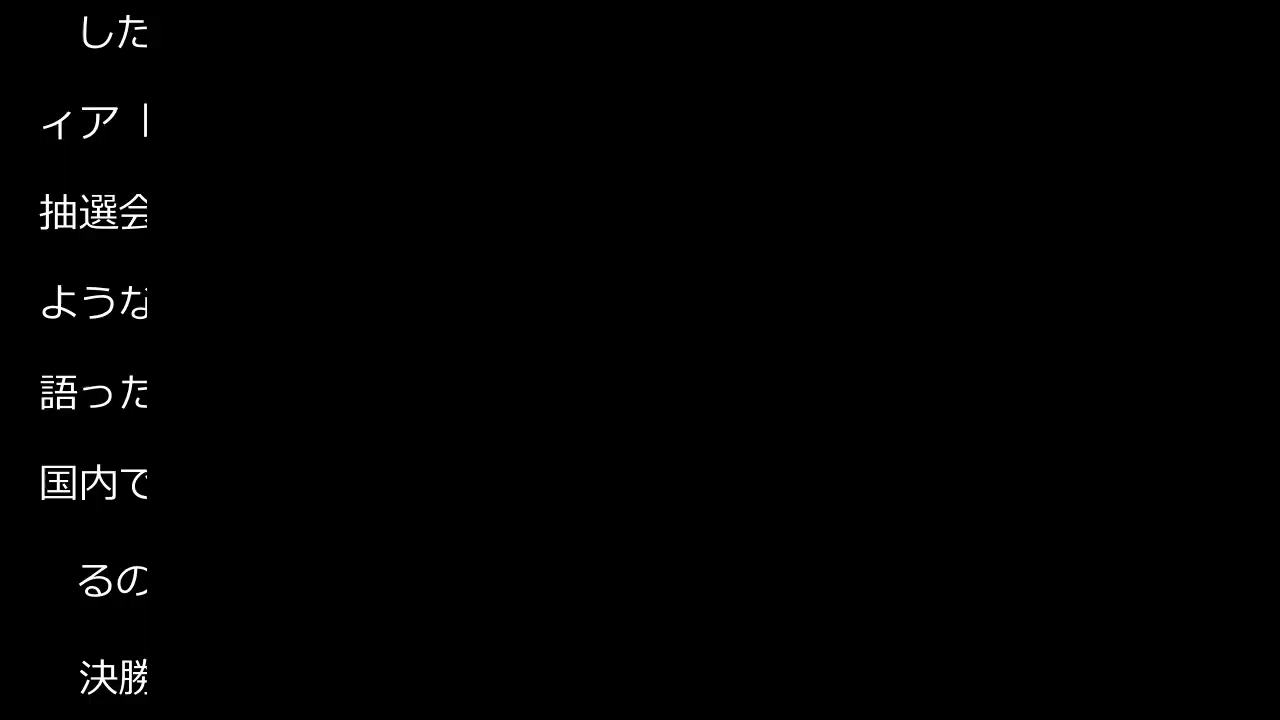 した
ィア
抽選会
ような
語った
国内で
るの
決勝